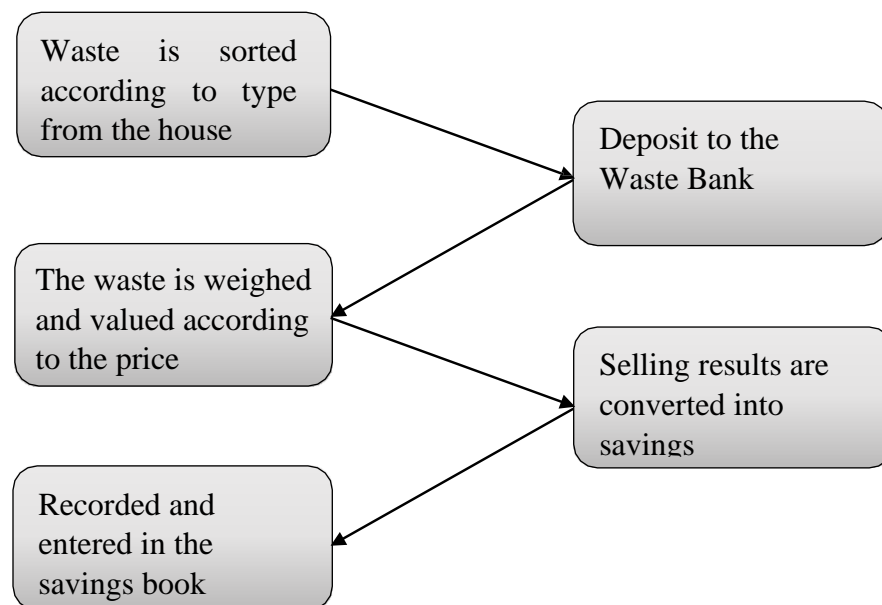 Waste is sorted
according to type
from the house
Deposit to the
Waste Bank
The waste is weighed
and valued according
to the price
Selling results are
converted into
savings
Recorded and
entered in the
savings book